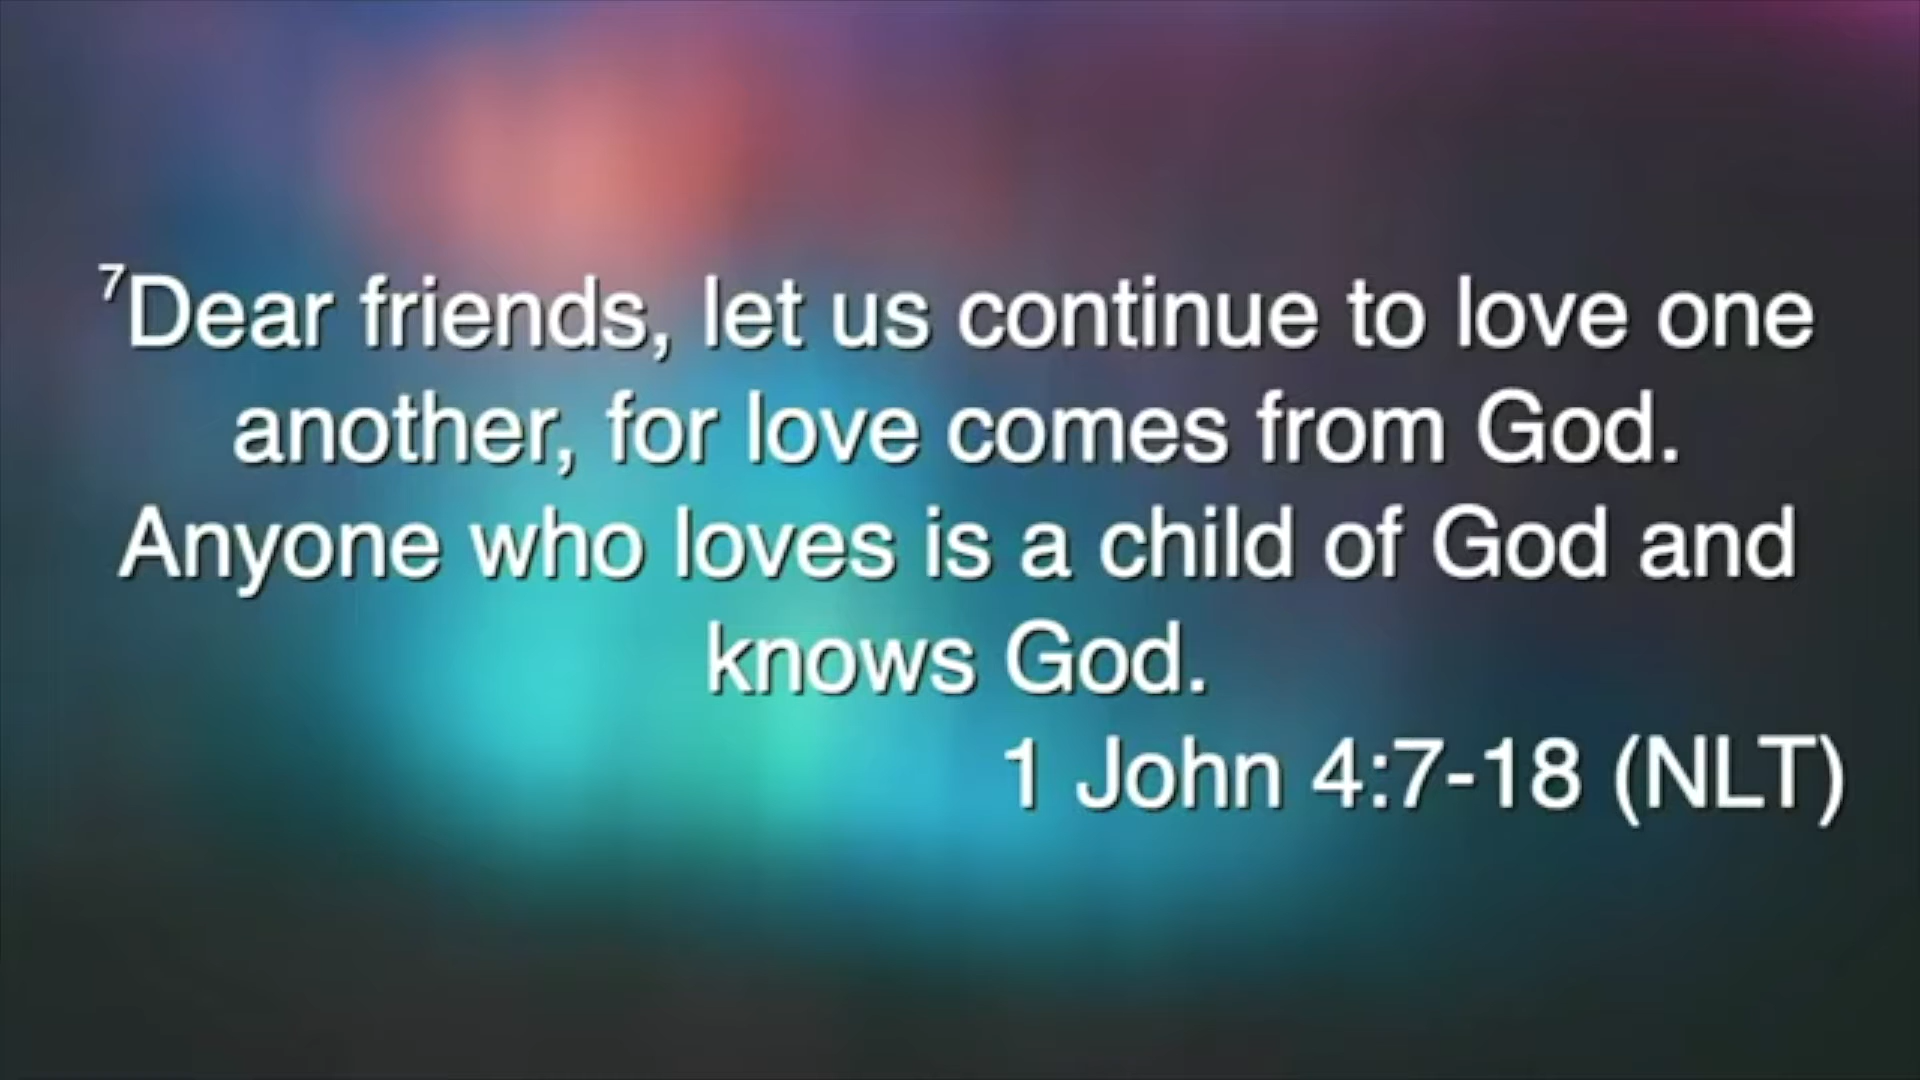 ⁷Dear friends, let us continue to love one
another, for love comes from God.
Anyone who loves is a child of God and
knows God.
1 John 4:7-18 (NLT)